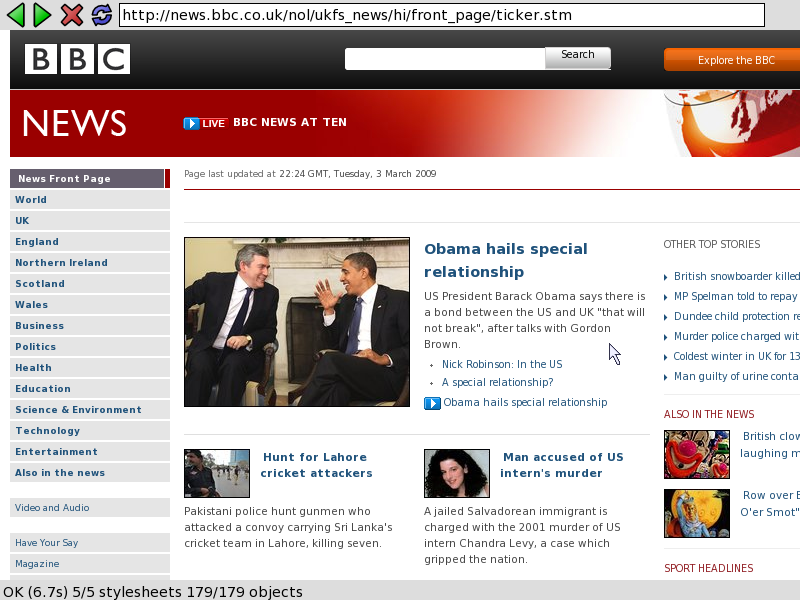 http://news.bbc.co.uk/nol/ukfs_news/hi/front_page/ticker.stm
BBC
Search
Explore the BBC
NEWS
LIVE BBC NEWS AT TEN
News Front Page
World
UK
England
Northern Ireland
Scotland
Wales
Business
Politics
Health
Education
Science & Environment
Technology
Entertainment
Also in the news
Video and Audio
Have Your Say
Magazine
Page last updated at 22:24 GMT, Tuesday, 3 March 2009
Obama hails special
relationship
US President Barack Obama says there is
a bond between the US and UK "that will
not break", after talks with Gordon
Brown.
Nick Robinson: In the US
A special relationship?
Obama hails special relationship
Hunt for Lahore
cricket attackers
Pakistani police hunt gunmen who
attacked a convoy carrying Sri Lanka's
cricket team in Lahore, killing seven.
Man accused of US
intern's murder
A jailed Salvadorean immigrant is
charged with the 2001 murder of US
intern Chandra Levy, a case which
gripped the nation.
OTHER TOP STORIES
British snowboarder killed
MP Spelman told to repay
Dundee child protection re
Murder police charged wit
Coldest winter in UK for 13
Man guilty of urine conta
ALSO IN THE NEWS
British clow
laughing m
Row over E
O'er Smot"
SPORT HEADLINES
OK (6.7s) 5/5 stylesheets 179/179 objects